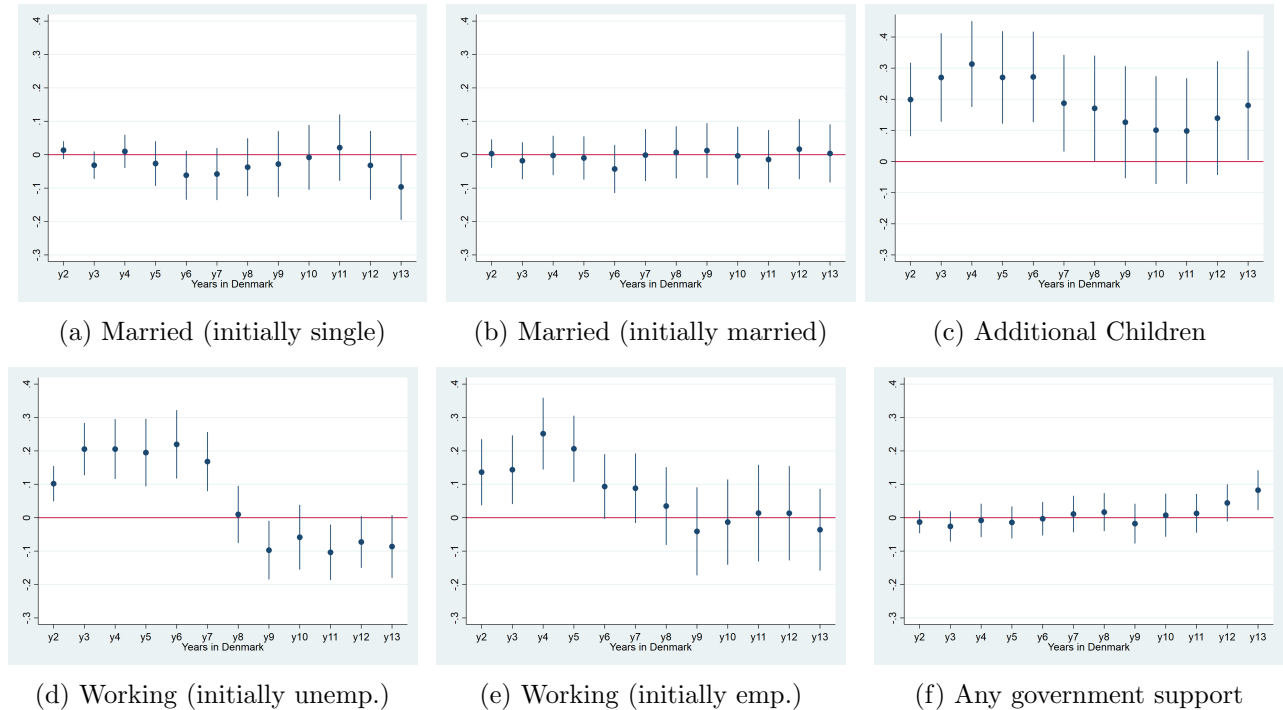 .4
.3
.2
.1
0
-.1
-.2
-.3
y2 y3 y4 y5 y6 y7 y8 y9 y10 y11 y12 y13
Years in Denmark
(a) Married (initially single)
.4
.3
.2
.1
0
-.1
-.2
-.3
y2 y3 y4 y5 y6 y7 y8 y9 y10 y11 y12 y13
Years in Denmark
(b) Married (initially married)
.4
.3
.2
.1
0
-.1
-.2
-.3
y2 y3 y4 y5 y6 y7 y8 y9 y10 y11 y12 y13
Years in Denmark
(c) Additional Children
.4
.3
.2
.1
0
-.1
-.2
-.3
y2 y3 y4 y5 y6 y7 y8 y9 y10 y11 y12 y13
Years in Denmark
(d) Working (initially unemp.)
.4
.3
.2
.1
0
-.1
-.2
-.3
y2 y3 y4 y5 y6 y7 y8 y9 y10 y11 y12 y13
Years in Denmark
(e) Working (initially emp.)
.4
.3
.2
.1
0
-.1
-.2
-.3
y2 y3 y4 y5 y6 y7 y8 y9 y10 y11 y12 y13
Years in Denmark
(f) Any government support